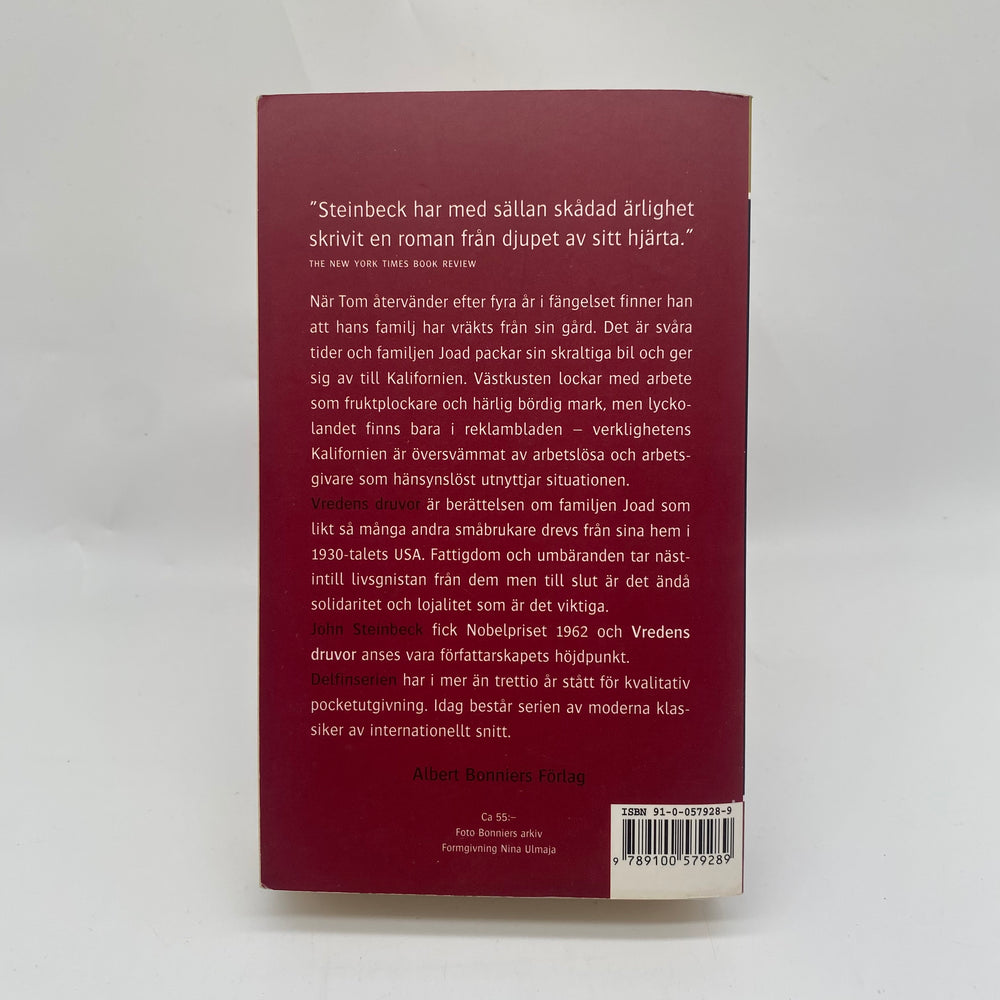 ”Steinbeck har med sällan skådad ärlighet
skrivit en roman från djupet av sitt hjärta.”
THE NEW YORK TIMES BOOK REVIEW
När Tom återvänder efter fyra år i fängelset finner han
att hans familj har vräkts från sin gård. Det är svåra
tider och familjen Joad packar sin skraltiga bil och ger
sig av till Kalifornien. Västkusten lockar med arbete
som fruktplockare och härlig bördig mark, men lycko-
landet finns bara i reklambladen – verklighetens
Kalifornien är översvämmat av arbetslösa och arbets-
givare som hänsynslöst utnyttjar situationen.
Vredens druvor är berättelsen om familjen Joad som
likt så många andra småbrukare drevs från sina hem i
1930-talets USA. Fattigdom och umbäranden tar näst-
intill livsgnistan från dem men till slut är det ändå
solidaritet och lojalitet som är det viktiga.
John Steinbeck fick Nobelpriset 1962 och Vredens
druvor anses vara författarskapets höjdpunkt.
Delfinserien har i mer än trettio år stått för kvalitativ
pocketutgivning. Idag består serien av moderna klas-
siker av internationellt snitt.
Albert Bonniers Förlag
Ca 55:–
Foto Bonniers arkiv
Formgivning Nina Ulmaja
ISBN 91-0-057928-9
9 789100 579289